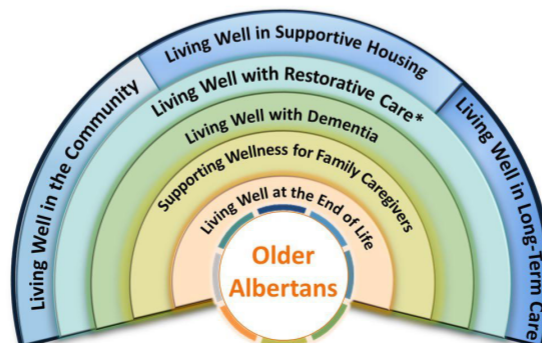 Living Well in the Community
Living Well in Supportive Housing
Living Well in Long-Term Care
Living Well with Restorative Care*
Living Well with Dementia
Supporting Wellness for Family Caregivers
Living Well at the End of Life
Older
Albertans